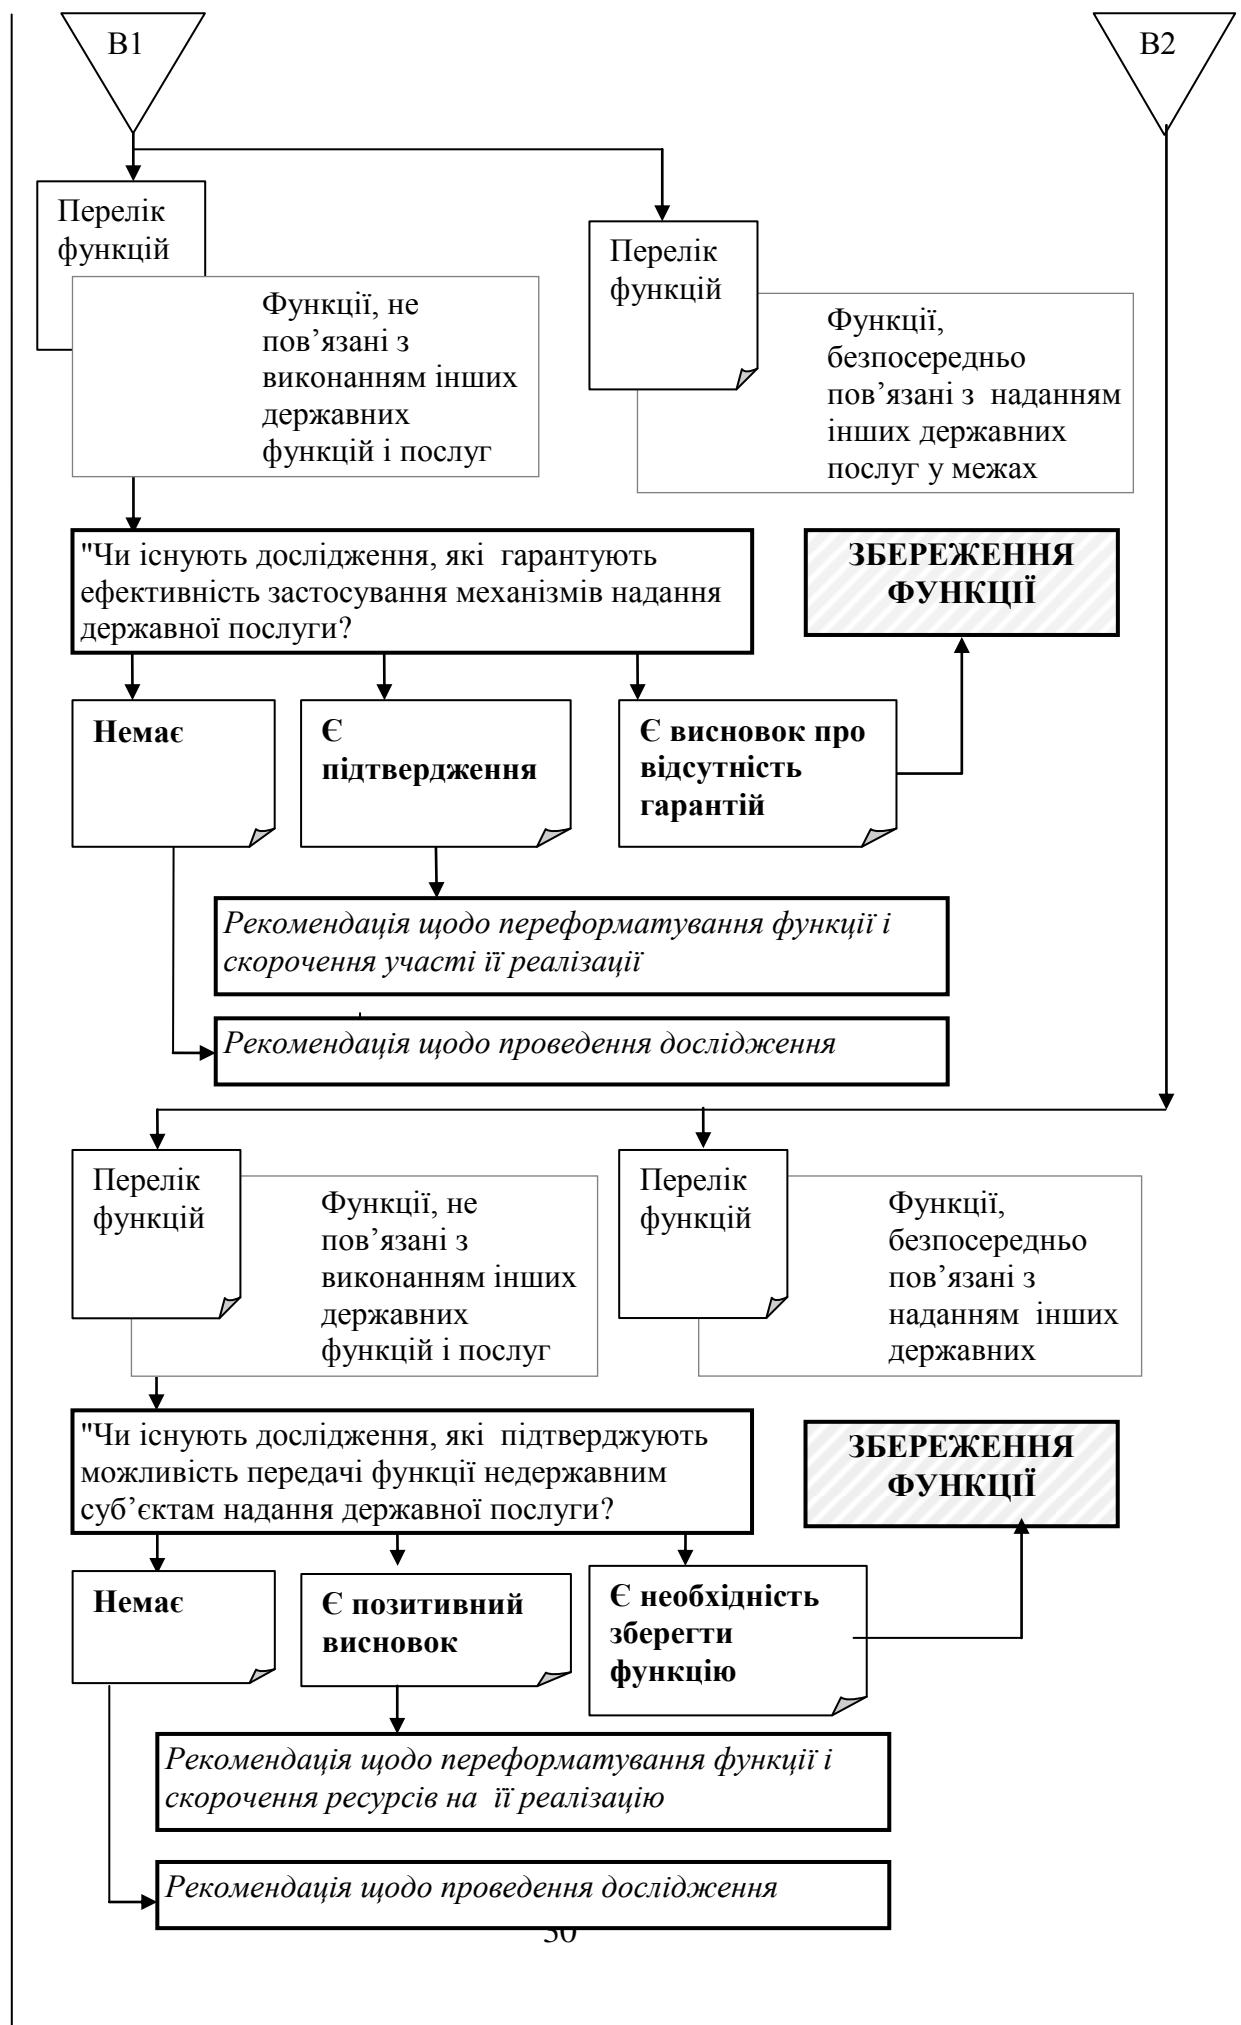 В1
В2
Перелік
функцій
Функції, не
пов’язані з
виконанням інших
державних
функцій і послуг
Перелік
функцій
Функції,
безпосередньо
пов’язані з наданням
інших державних
послуг у межах
"Чи існують дослідження, які гарантують
ефективність застосування механізмів надання
державної послуги?
ЗБЕРЕЖЕННЯ
ФУНКЦІЇ
Немає
Є
підтвердження
Є висновок про
відсутність
гарантій
Рекомендація щодо переформатування функції і
скорочення участі її реалізації
Рекомендація щодо проведення дослідження
Перелік
функцій
Функції, не
пов’язані з
виконанням інших
державних
функцій і послуг
Перелік
функцій
Функції,
безпосередньо
пов’язані з
наданням інших
державних
"Чи існують дослідження, які підтверджують
можливість передачі функції недержавним
суб’єктам надання державної послуги?
ЗБЕРЕЖЕННЯ
ФУНКЦІЇ
Немає
Є позитивний
висновок
Є необхідність
зберегти
функцію
Рекомендація щодо переформатування функції і
скорочення ресурсів на її реалізацію
Рекомендація щодо проведення дослідження